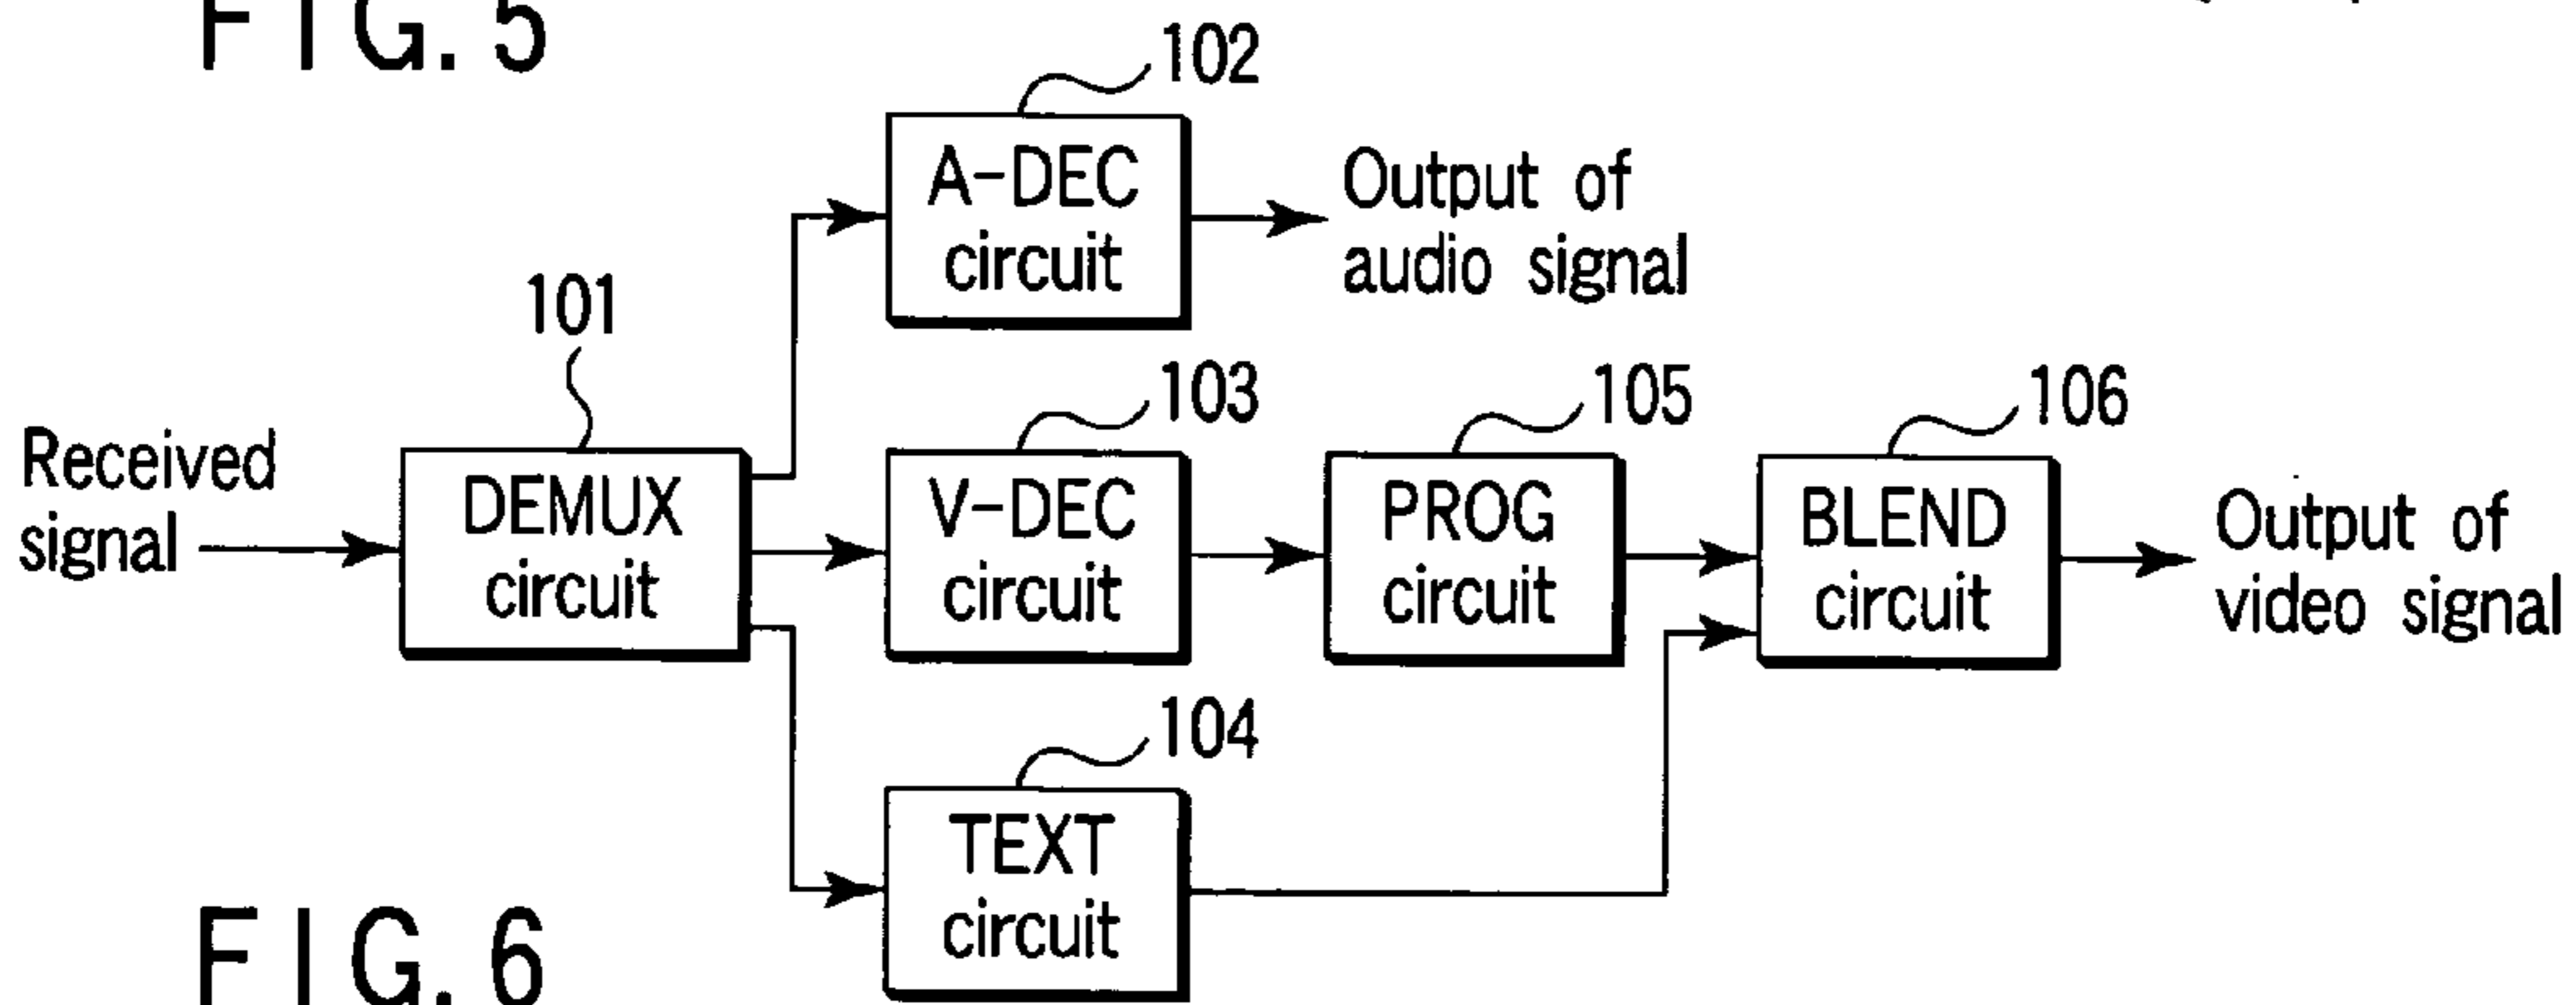 FIG. 5
102
A-DEC
circuit
Output of
audio signal
101
Received
signal
DEMUX
circuit
103
V-DEC
circuit
105
PROG
circuit
106
BLEND
circuit
Output of
video signal
104
TEXT
circuit
FIG. 6